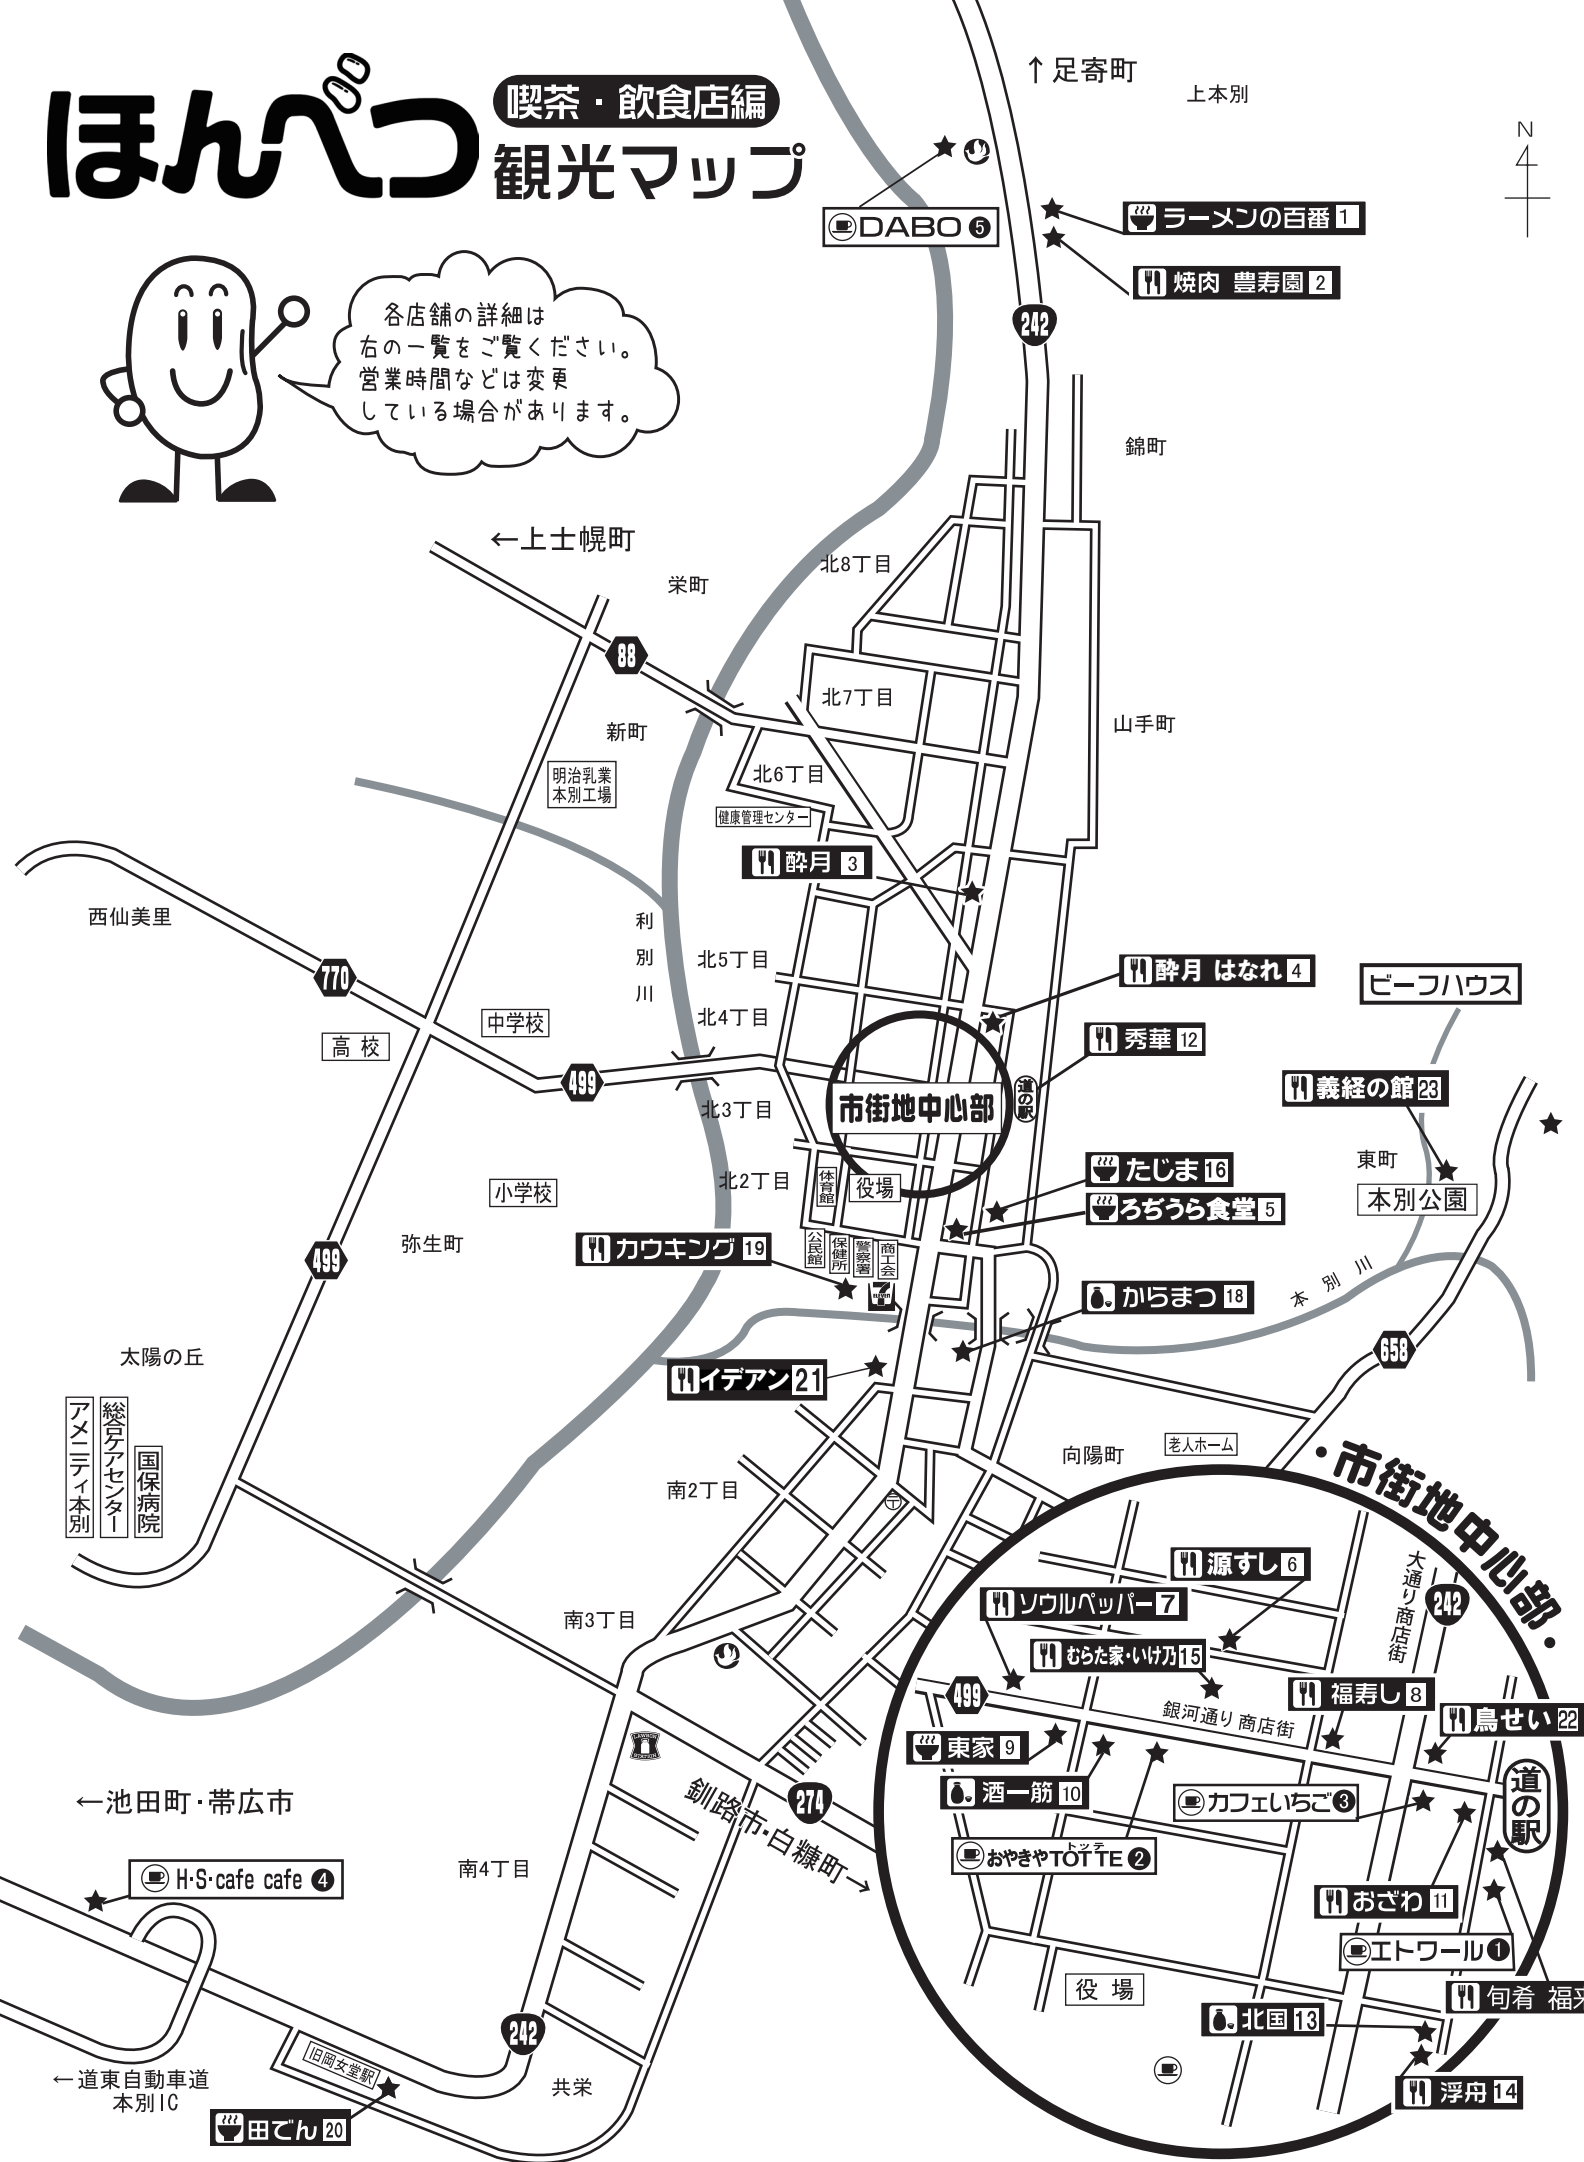 ほんべつ
喫茶・飲食店編
観光マップ
↑足寄町
上本別
N
DABO 5
ラーメンの百番 1
焼肉 豊寿園 2
242
各店舗の詳細は
右の一覧をご覧ください。
営業時間などは変更
している場合があります。
錦町
←上士幌町
栄町
北8丁目
88
北7丁目
新町
山手町
明治乳業
本別工場
北6丁目
健康管理センター
酔月 3
西仙美里
利別川
北5丁目
酔月 はなれ 4
ビーフハウス
770
中学校
北4丁目
高校
秀華 12
499
道の駅
義経の館 23
市街地中心部
北3丁目
東町
たじま 16
北2丁目
体育館
役場
小学校
本別公園
ろぢうら食堂 5
弥生町
カウキング 19
公民館
保健所
警察署
商工会
7
ELEVEN
499
本別川
からまつ 18
太陽の丘
イデアン 21
658
アメニティ本別
総合ケアセンター
国保病院
向陽町
老人ホーム
南2丁目
〒
・市街地中心部・
大通り商店街
242
源すし 6
ソウルペッパー 7
むらた家・いけ乃 15
南3丁目
499
銀河通り商店街
福寿し 8
鳥せい 22
東家 9
酒一筋 10
カフェいちご 3
道の駅
LAWSON
STATION
釧路市・白糠町→
274
←池田町・帯広市
トッテ
おやきやTOTTE 2
南4丁目
H・S・cafe cafe 4
おざわ 11
エトワール 1
役場
旬肴 福来
北国 13
242
旧岡女堂駅
←道東自動車道
本別IC
共栄
浮舟 14
田でん 20